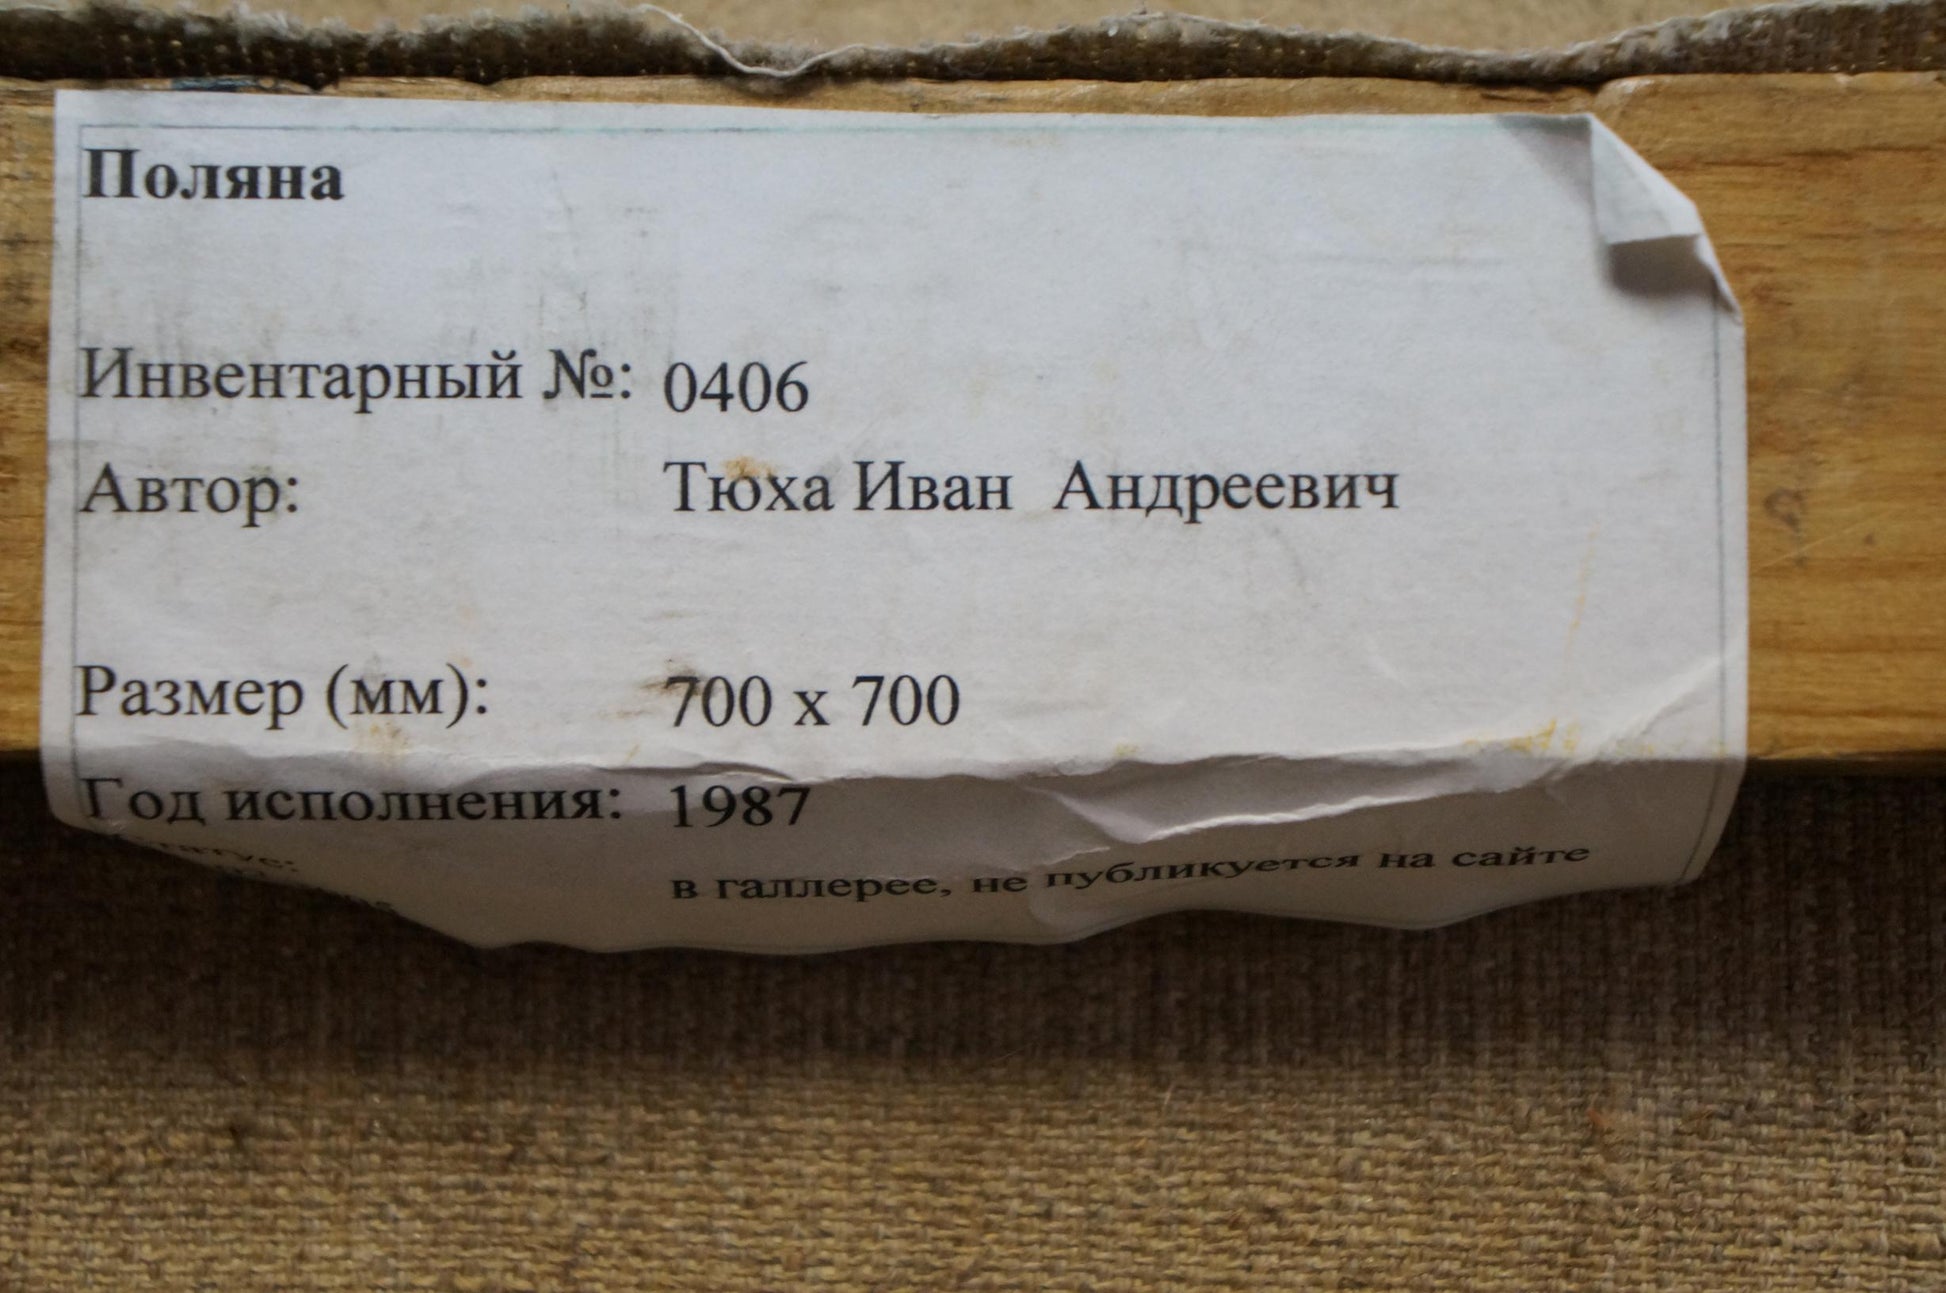 Поляна
Инвентарный №: 0406
Автор: Тюха Иван Андреевич
Размер (мм): 700 x 700
Год исполнения: 1987
в галлерее, не публикуется на сайте